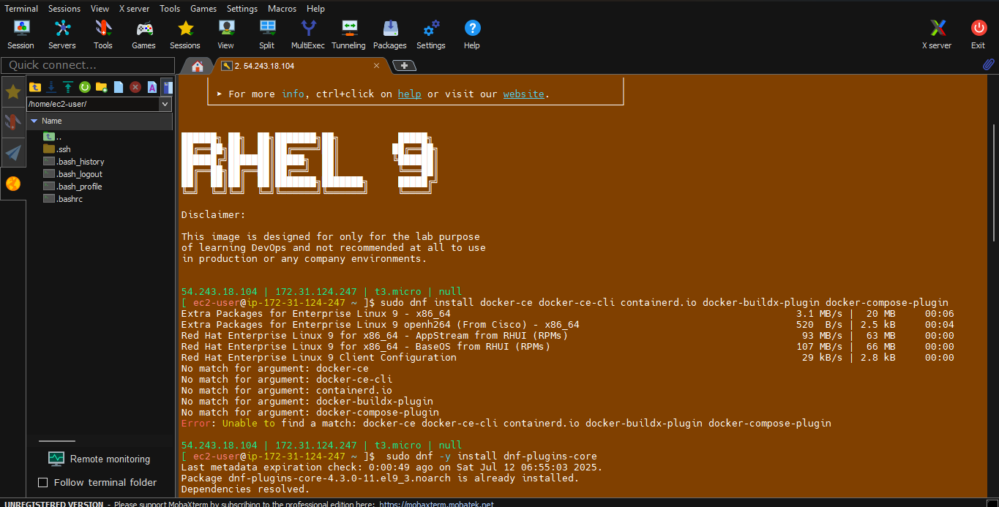 Terminal Sessions View X server Tools Games Settings Macros Help
Session Servers Tools Games Sessions View Split MultiExec Tunneling Packages Settings Help X server Exit
Quick connect...
2. 54.243.18.104
/home/ec2-user/
Name
..
.ssh
.bash_history
.bash_logout
.bash_profile
.bashrc
Remote monitoring
Follow terminal folder
➤ For more info, ctrl+click on help or visit our website.
RHEL 9
Disclaimer:
This image is designed for only for the lab purpose
of learning DevOps and not recommended at all to use
in production or any company environments.
54.243.18.104 | 172.31.124.247 | t3.micro | null
[ ec2-user@ip-172-31-124-247 ~ ]$ sudo dnf install docker-ce docker-ce-cli containerd.io docker-buildx-plugin docker-compose-plugin
Extra Packages for Enterprise Linux 9 - x86_64 3.1 MB/s | 20 MB 00:06
Extra Packages for Enterprise Linux 9 openh264 (From Cisco) - x86_64 520 B/s | 2.5 kB 00:04
Red Hat Enterprise Linux 9 for x86_64 - AppStream from RHUI (RPMs) 93 MB/s | 63 MB 00:00
Red Hat Enterprise Linux 9 for x86_64 - BaseOS from RHUI (RPMs) 107 MB/s | 66 MB 00:00
Red Hat Enterprise Linux 9 Client Configuration 29 kB/s | 2.8 kB 00:00
No match for argument: docker-ce
No match for argument: docker-ce-cli
No match for argument: containerd.io
No match for argument: docker-buildx-plugin
No match for argument: docker-compose-plugin
Error: Unable to find a match: docker-ce docker-ce-cli containerd.io docker-buildx-plugin docker-compose-plugin
54.243.18.104 | 172.31.124.247 | t3.micro | null
[ ec2-user@ip-172-31-124-247 ~ ]$  sudo dnf -y install dnf-plugins-core
Last metadata expiration check: 0:00:49 ago on Sat Jul 12 06:55:03 2025.
Package dnf-plugins-core-4.3.0-11.el9_3.noarch is already installed.
Dependencies resolved.
UNREGISTERED VERSION - Please support MobaXterm by subscribing to the professional edition here: https://mobaxterm.mobatek.net